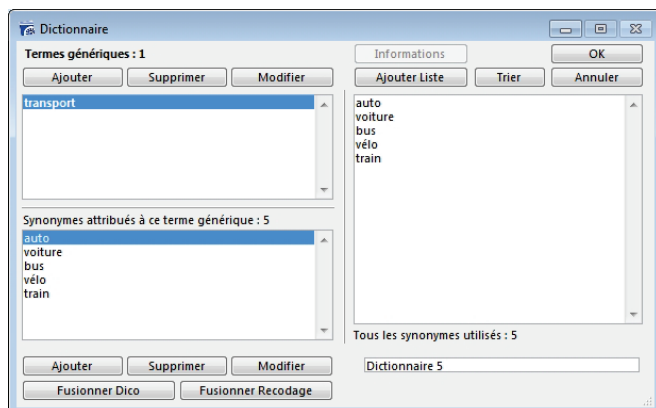 Dictionnaire
Termes génériques : 1
Informations
OK
Ajouter
Supprimer
Modifier
Ajouter Liste
Trier
Annuler
transport
auto
voiture
bus
vélo
train
Synonymes attribués à ce terme générique : 5
auto
voiture
bus
vélo
train
Tous les synonymes utilisés : 5
Ajouter
Supprimer
Modifier
Dictionnaire 5
Fusionner Dico
Fusionner Recodage